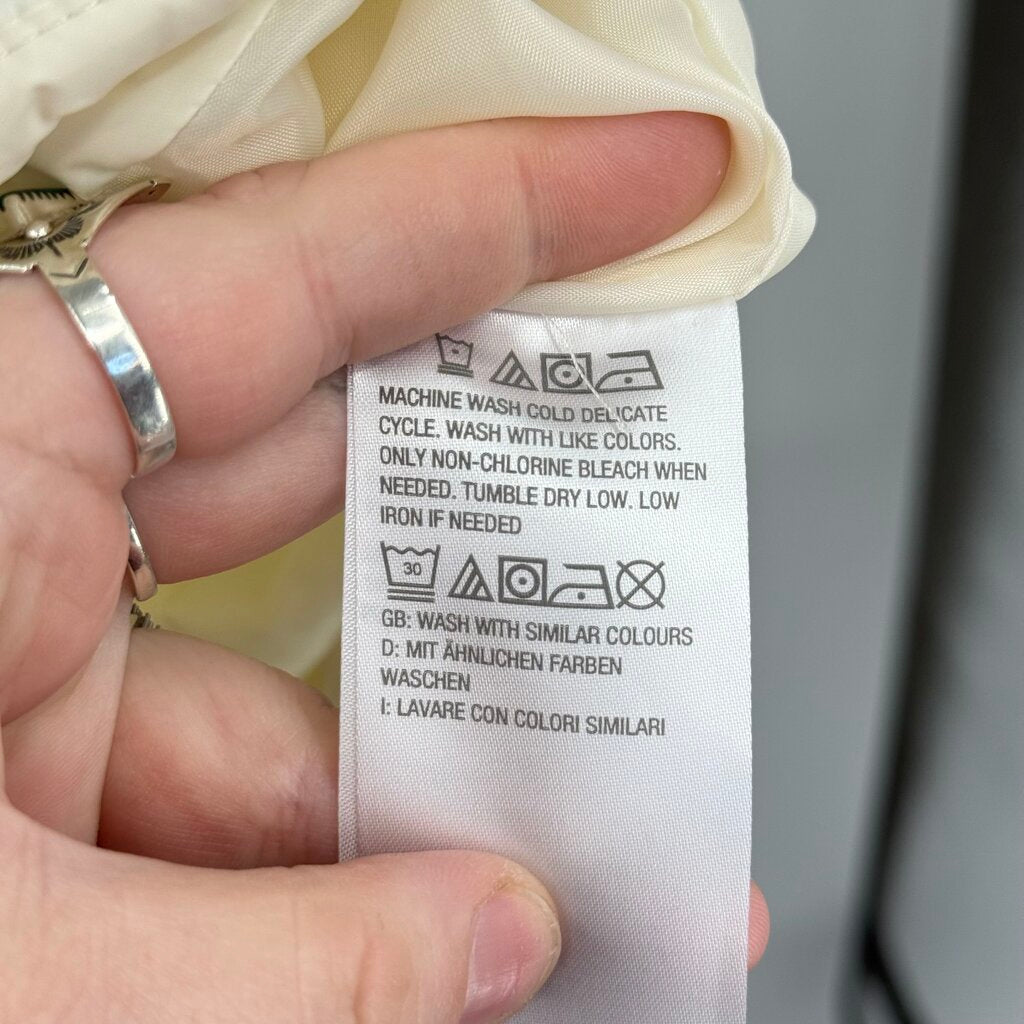 MACHINE WASH COLD DELICATE
CYCLE. WASH WITH LIKE COLORS.
ONLY NON-CHLORINE BLEACH WHEN
NEEDED. TUMBLE DRY LOW. LOW
IRON IF NEEDED
30
GB: WASH WITH SIMILAR COLOURS
D: MIT ÄHNLICHEN FARBEN
WASCHEN
I: LAVARE CON COLORI SIMILARI